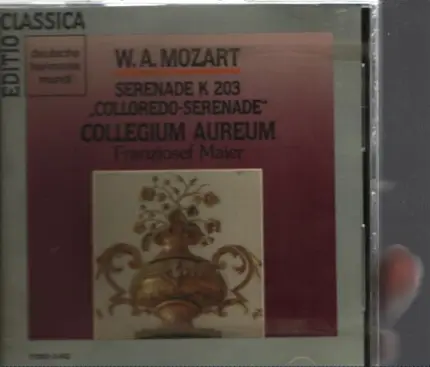 EDITIO
CLASSICA
deutsche
harmonia
mundi
W. A. MOZART
SERENADE K 203
„COLLOREDO-SERENADE“
COLLEGIUM AUREUM
Franzjosef Maier